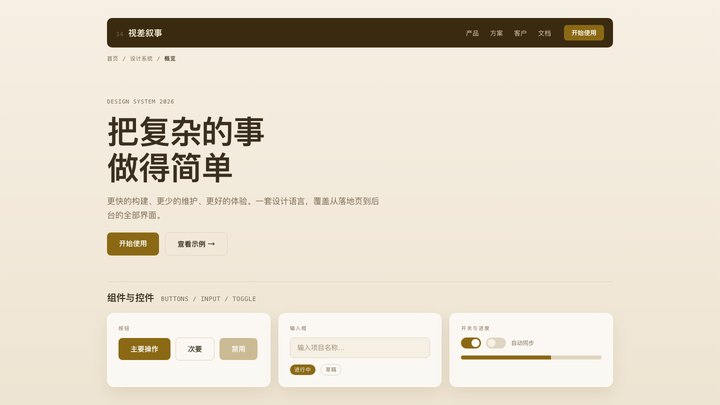 34 视差叙事 产品 方案 客户 文档 开始使用
首页 / 设计系统 / 概览
DESIGN SYSTEM 2026
把复杂的事
做得简单
更快的构建、更少的维护、更好的体验。一套设计语言，覆盖从落地页到后
台的全部界面。
开始使用 查看示例 →
组件与控件 BUTTONS / INPUT / TOGGLE
按钮
主要操作 次要 禁用
输入框
输入项目名称...
进行中 草稿
开关与进度
自动同步